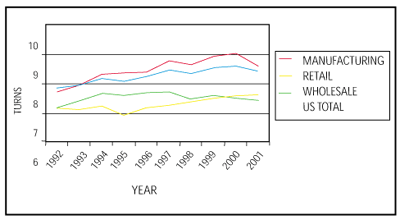 10
9
8
7
6
TURNS
1992 1993 1994 1995 1996 1997 1998 1999 2000 2001
YEAR
MANUFACTURING
RETAIL
WHOLESALE
US TOTAL